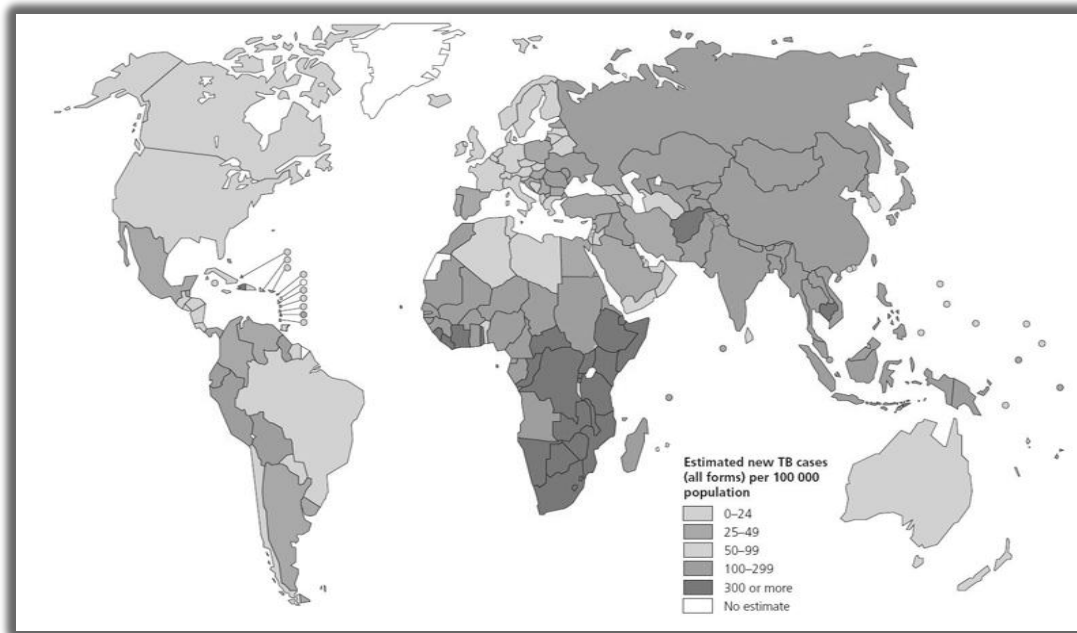 Estimated new TB cases
(all forms) per 100 000
population
0–24
25–49
50–99
100–299
300 or more
No estimate